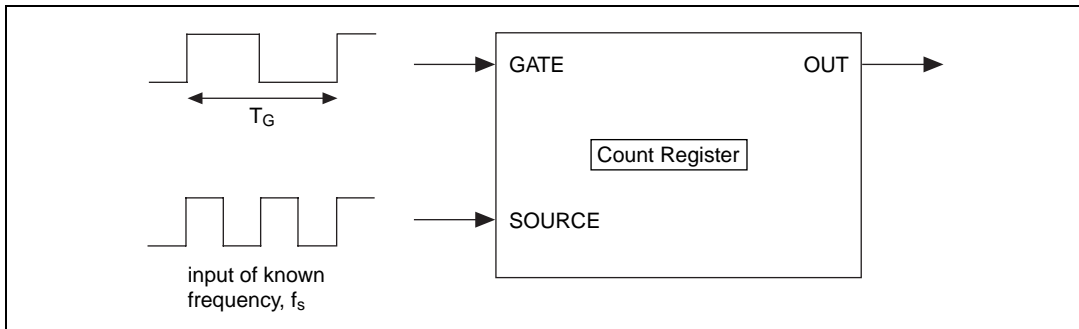 GATE
OUT
T_G
Count Register
SOURCE
input of known
frequency, f_s